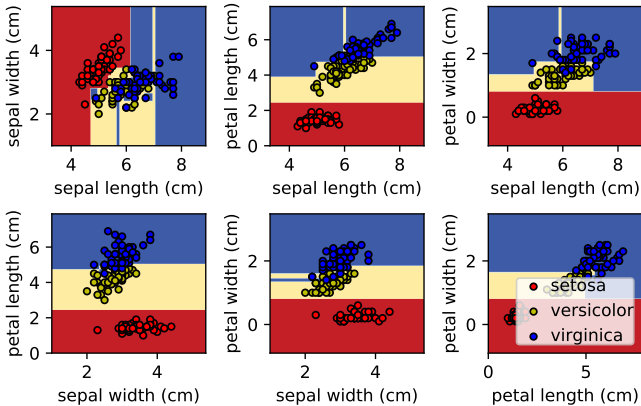 sepal width (cm)
4
2
4
6
8
sepal length (cm)
petal length (cm)
6
4
2
0
4
6
8
sepal length (cm)
petal width (cm)
2
0
4
6
8
sepal length (cm)
petal length (cm)
6
4
2
0
2
4
sepal width (cm)
petal width (cm)
2
0
2
4
sepal width (cm)
petal width (cm)
2
0
0
5
petal length (cm)
setosa
versicolor
virginica